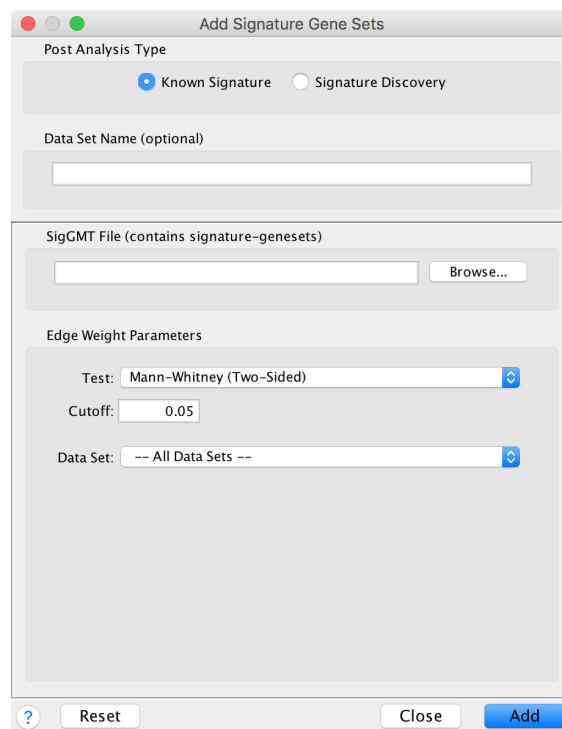 Add Signature Gene Sets
Post Analysis Type
Known Signature Signature Discovery
Data Set Name (optional)
SigGMT File (contains signature-genesets)
Browse...
Edge Weight Parameters
Test: Mann-Whitney (Two-Sided)
Cutoff: 0.05
Data Set: -- All Data Sets --
? Reset Close Add